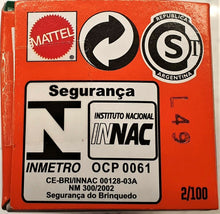 MATTEL
REPUBLICA
S
ARGENTINA
L49
Segurança
N
INMETRO
INSTITUTO NACIONAL
INNAC
OCP 0061
CE-BRI/INNAC 00128-03A
NM 300/2002
Segurança do Brinquedo
2/100